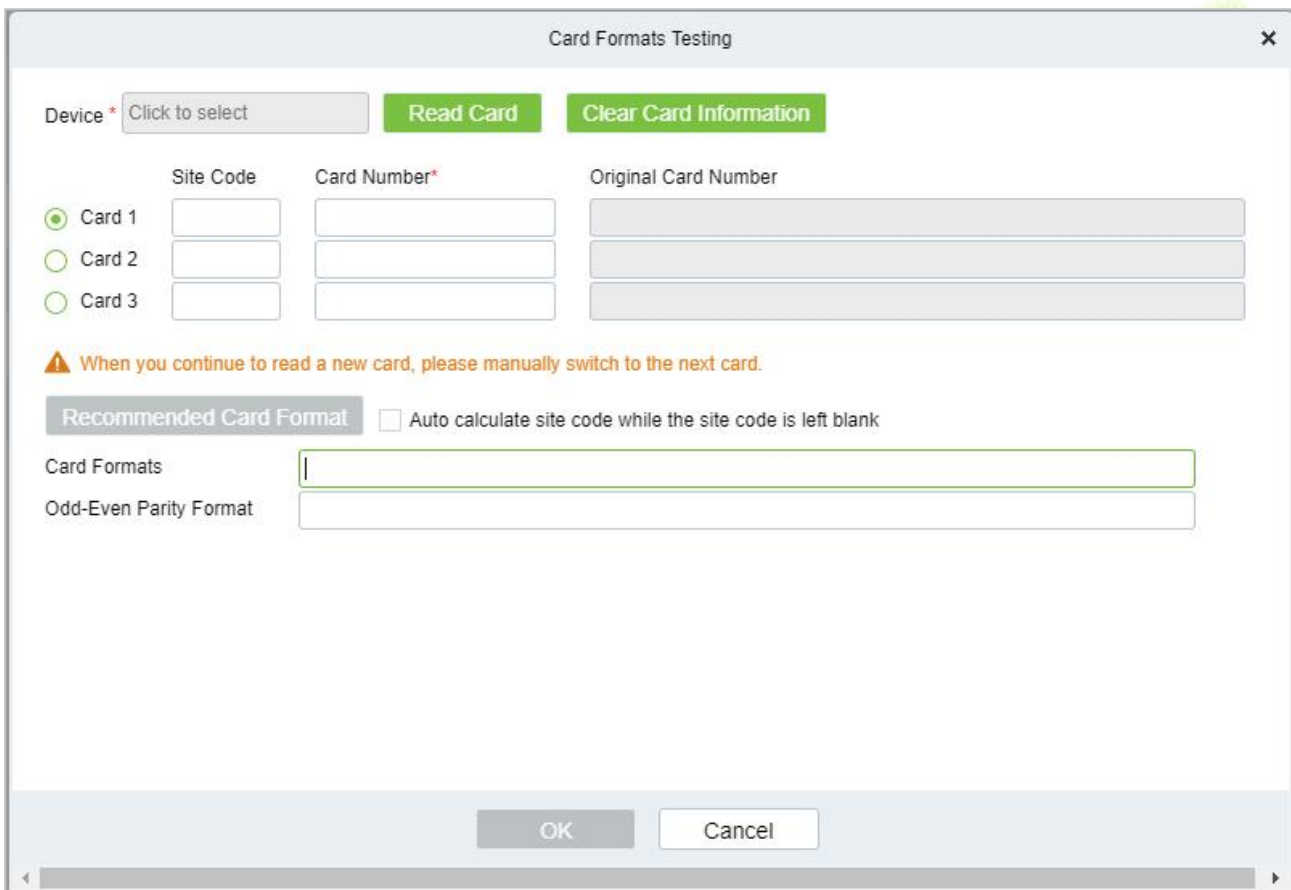 Card Formats Testing
Device * Click to select Read Card Clear Card Information
Site Code Card Number* Original Card Number
Card 1
Card 2
Card 3
When you continue to read a new card, please manually switch to the next card.
Recommended Card Format Auto calculate site code while the site code is left blank
Card Formats
Odd-Even Parity Format
OK Cancel